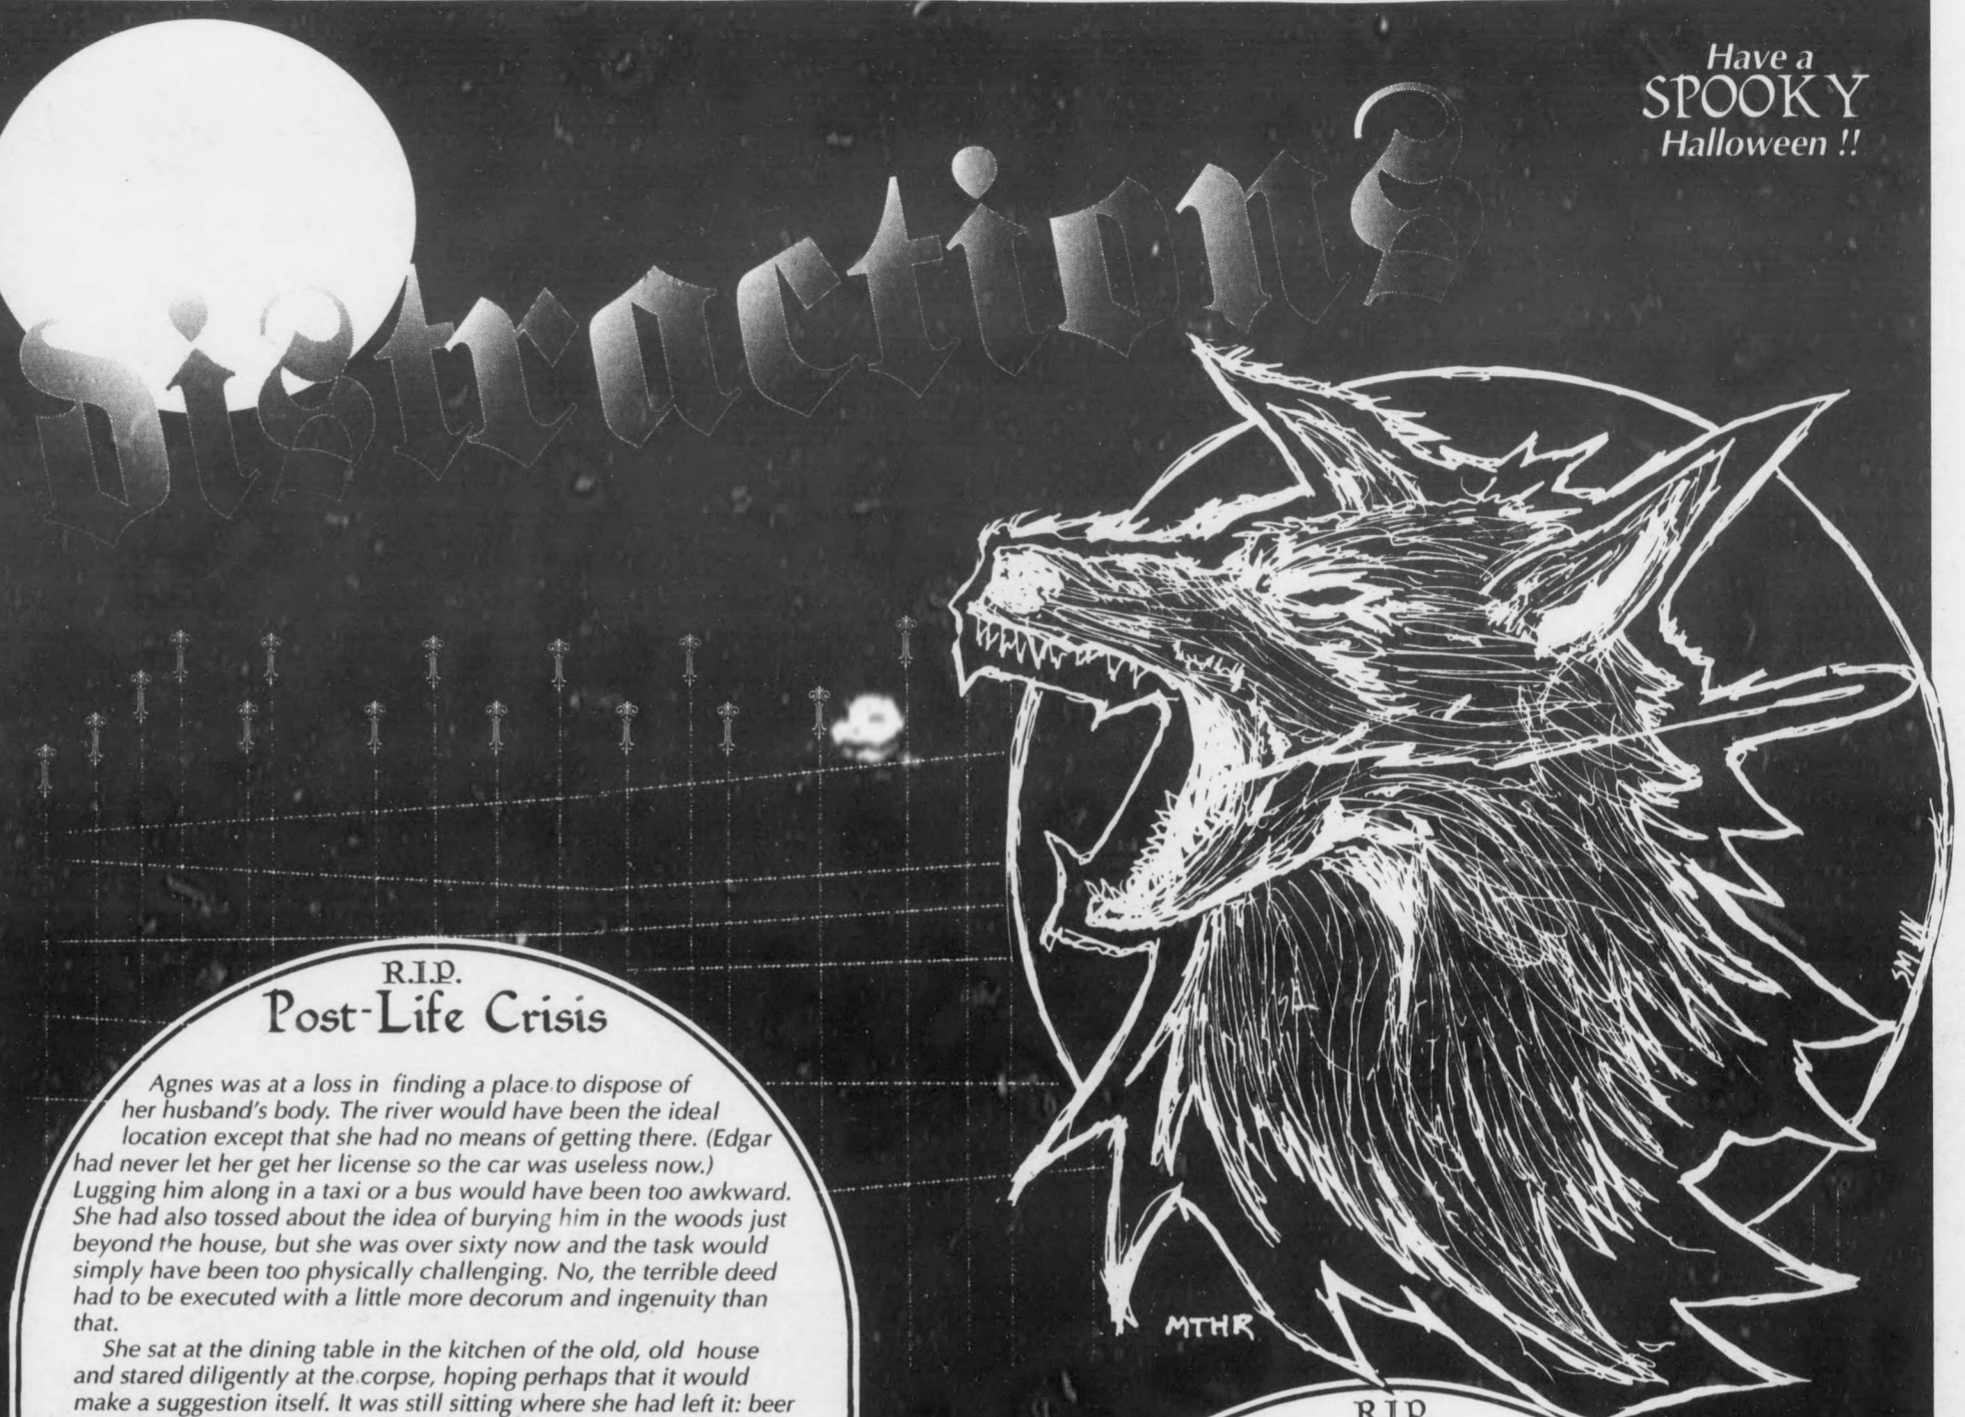 Have a
SPOOKY
Halloween !!
Distractions
R.I.P.
Post-Life Crisis
Agnes was at a loss in finding a place to dispose of
her husband's body. The river would have been the ideal
location except that she had no means of getting there. (Edgar
had never let her get her license so the car was useless now.)
Lugging him along in a taxi or a bus would have been too awkward.
She had also tossed about the idea of burying him in the woods just
beyond the house, but she was over sixty now and the task would
simply have been too physically challenging. No, the terrible deed
had to be executed with a little more decorum and ingenuity than
that.
She sat at the dining table in the kitchen of the old, old house
and stared diligently at the corpse, hoping perhaps that it would
make a suggestion itself. It was still sitting where she had left it: beer
MTHR
R.I.P.